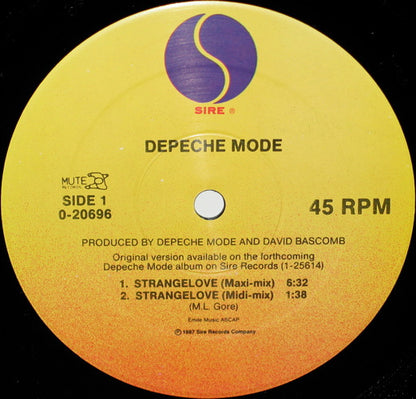 SIRE ®
DEPECHE MODE
MUTE
RECORDS
SIDE 1
0-20696
45 RPM
PRODUCED BY DEPECHE MODE AND DAVID BASCOMB
Original version available on the forthcoming
Depeche Mode album on Sire Records (1-25614)
1. STRANGELOVE (Maxi-mix) 6:32
2. STRANGELOVE (Midi-mix) 1:38
(M.L. Gore)
Emile Music ASCAP
℗ 1987 Sire Records Company